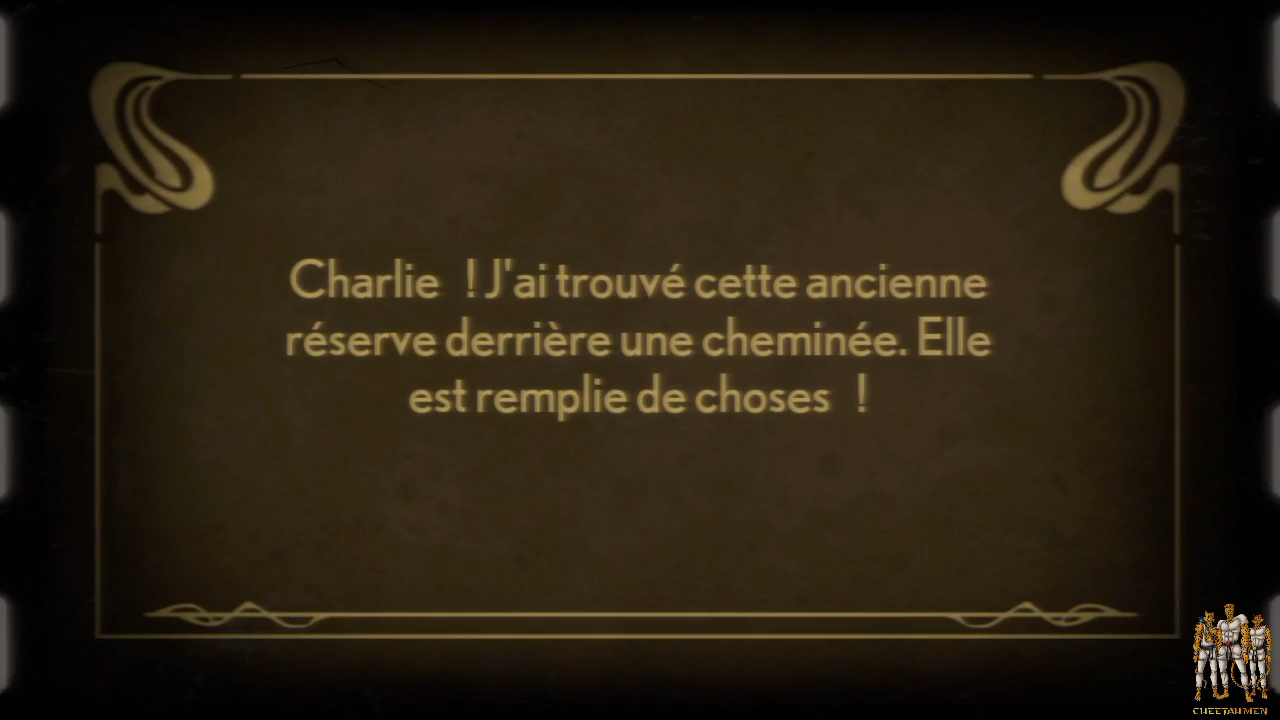 Charlie  ! J'ai trouvé cette ancienne
réserve derrière une cheminée. Elle
est remplie de choses  !
CHEETAHMEN